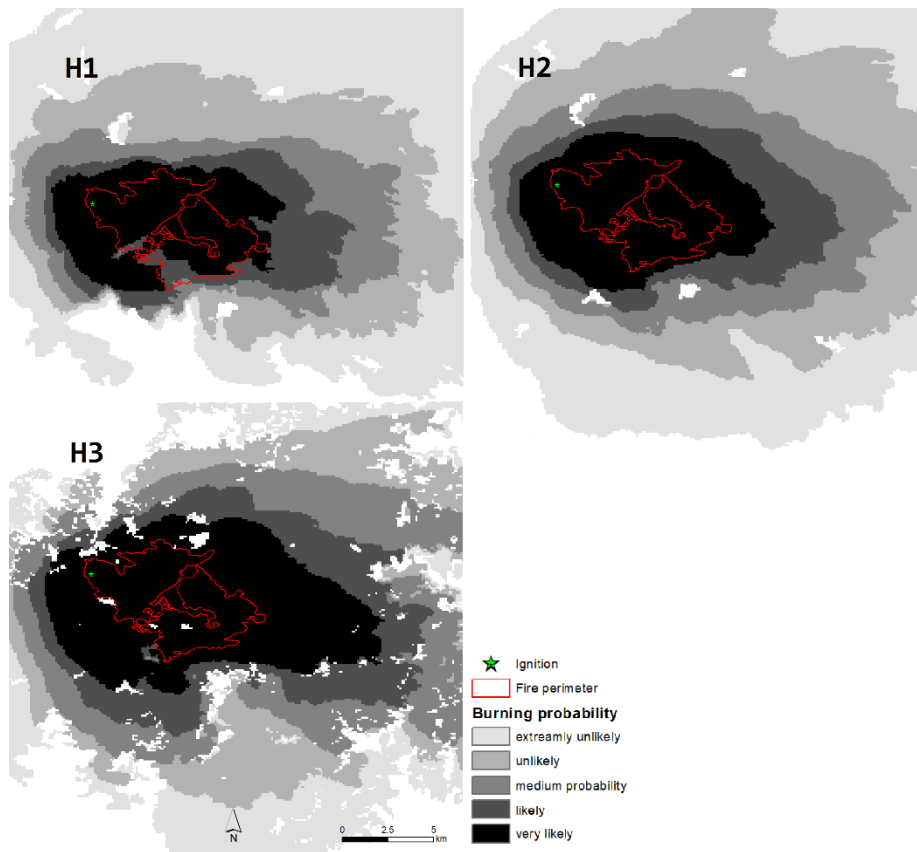 H1
H2
H3
Ignition
Fire perimeter
Burning probability
extreamly unlikely
unlikely
medium probability
likely
very likely
N
0 2.5 5
km